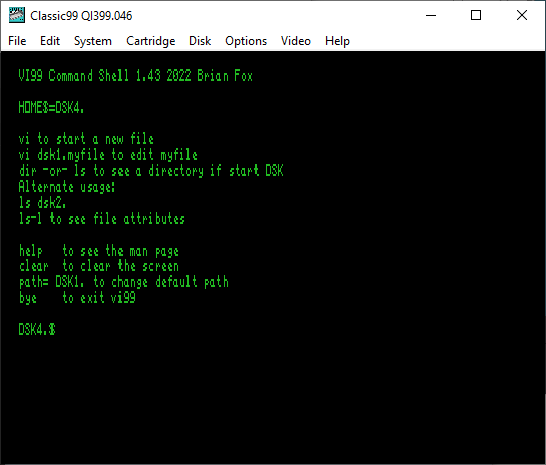 Classic99 QI399.046
File Edit System Cartridge Disk Options Video Help
VI99 Command Shell 1.43 2022 Brian Fox
HOME$=DSK4.
vi to start a new file
vi dsk1.myfile to edit myfile
dir -or- ls to see a directory if start DSK
Alternate usage:
ls dsk2.
ls-l to see file attributes
help to see the man page
clear to clear the screen
path= DSK1. to change default path
bye to exit vi99
DSK4.$